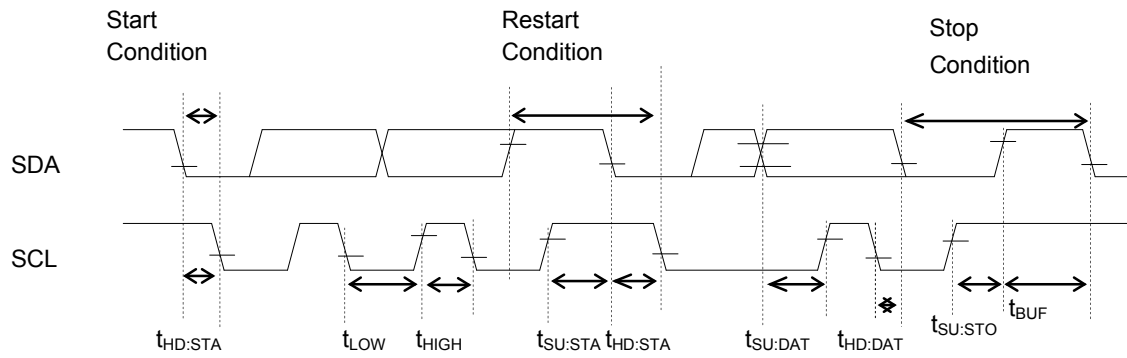 Start
Condition
Restart
Condition
Stop
Condition
SDA
SCL
tHD:STA
tLOW
tHIGH
tSU:STA
tHD:STA
tSU:DAT
tHD:DAT
tSU:STO
tBUF